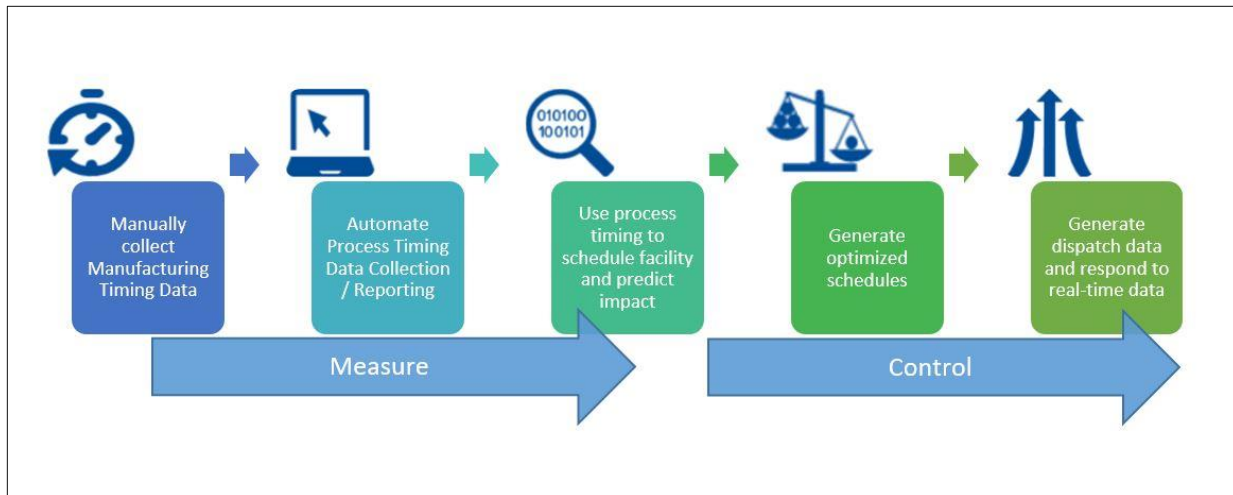 010100
100101
Manually
collect
Manufacturing
Timing Data
Automate
Process Timing
Data Collection
/ Reporting
Use process
timing to
schedule facility
and predict
impact
Generate
optimized
schedules
Generate
dispatch data
and respond to
real-time data
Measure
Control